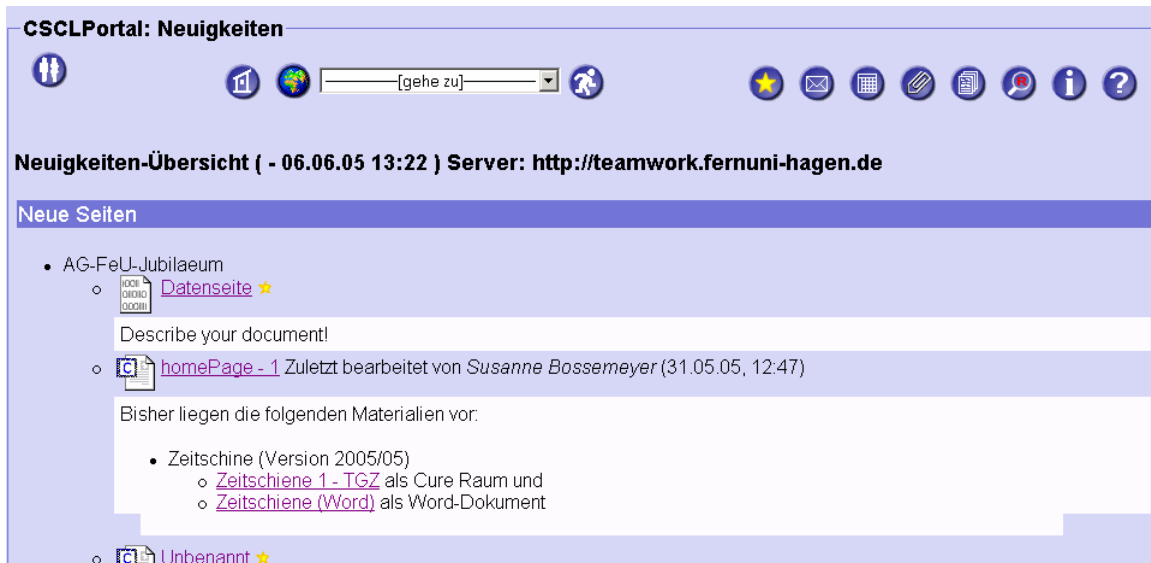 CSCLPortal: Neuigkeiten
[gehe zu]
Neuigkeiten-Übersicht ( - 06.06.05 13:22 ) Server: http://teamwork.fernuni-hagen.de
Neue Seiten
AG-FeU-Jubilaeum
Datenseite
Describe your document!
homePage - 1 Zuletzt bearbeitet von Susanne Bossemeyer (31.05.05, 12:47)
Bisher liegen die folgenden Materialien vor:
Zeitschine (Version 2005/05)
Zeitschiene 1 - TGZ als Cure Raum und
Zeitschiene (Word) als Word-Dokument
Unbenannt